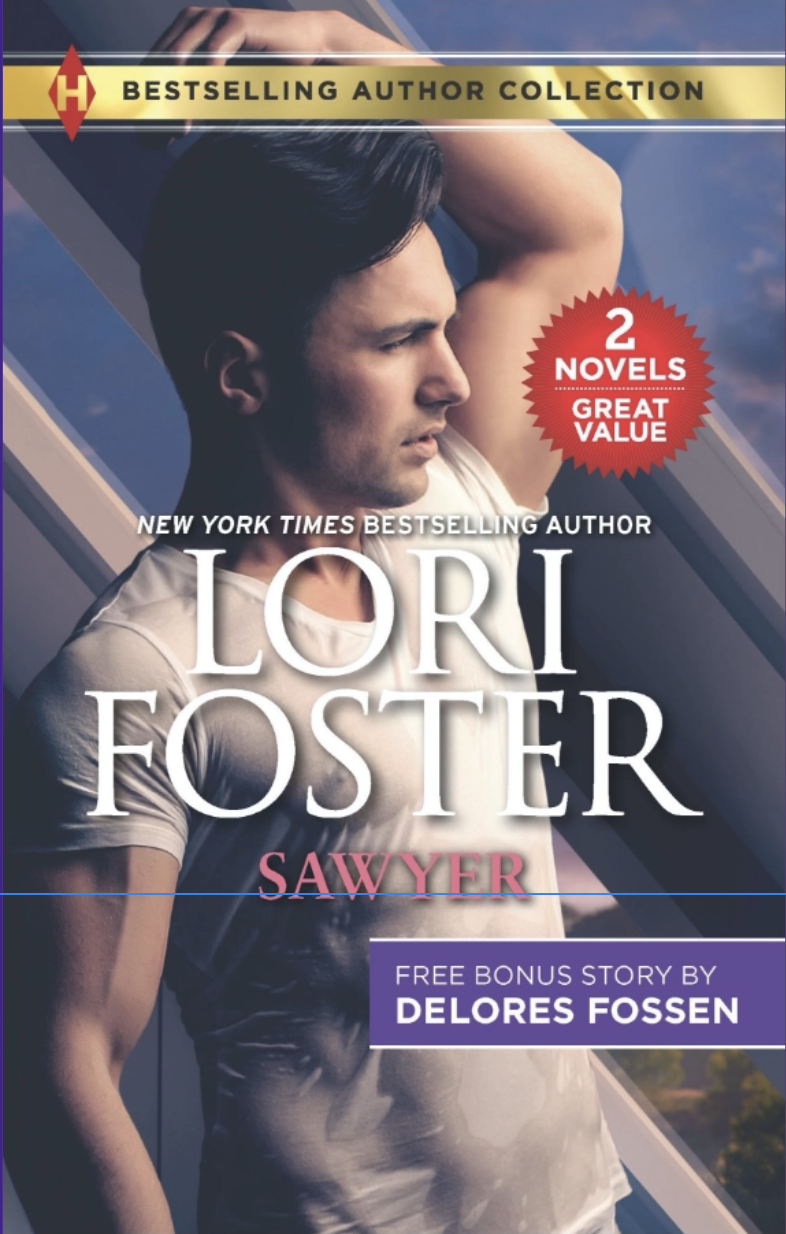 H
BESTSELLING AUTHOR COLLECTION
2
NOVELS
GREAT
VALUE
NEW YORK TIMES BESTSELLING AUTHOR
LORI
FOSTER
SAWYER
FREE BONUS STORY BY
DELORES FOSSEN